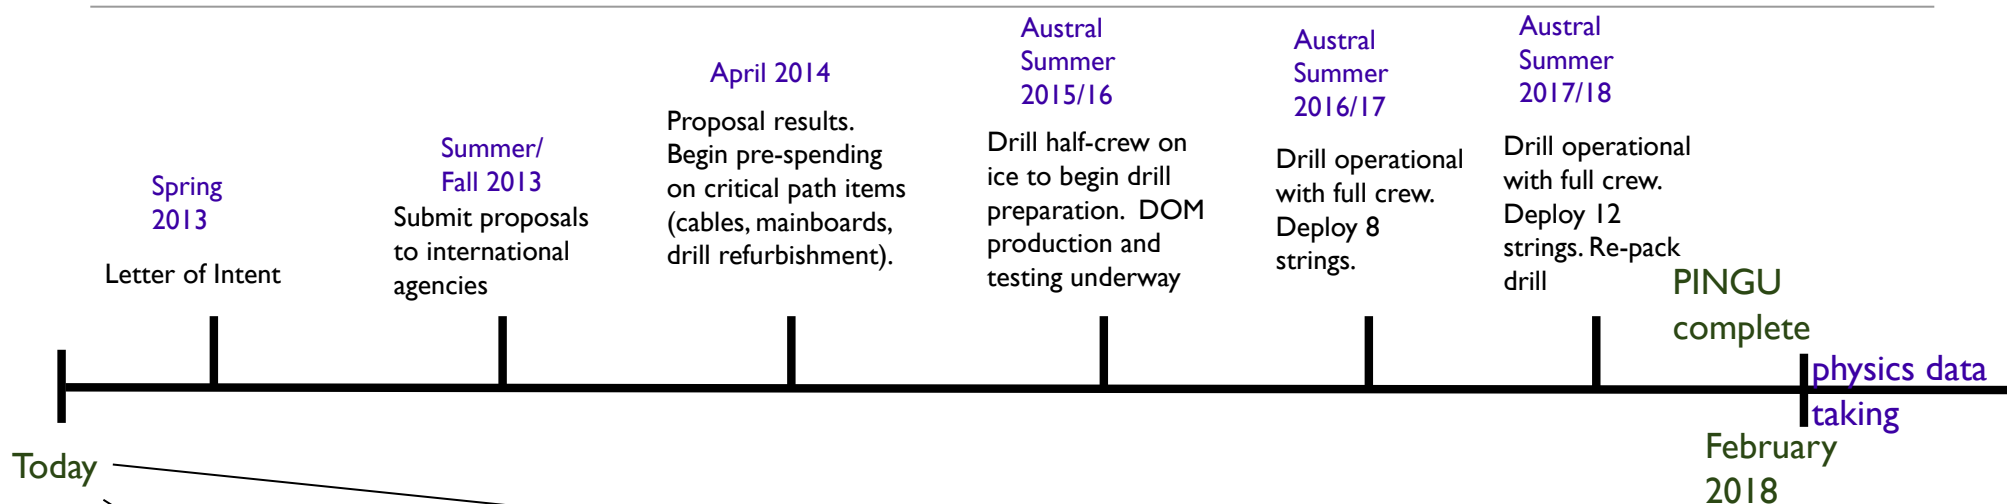 Spring
2013
Letter of Intent
Summer/
Fall 2013
Submit proposals
to international
agencies
April 2014
Proposal results.
Begin pre-spending
on critical path items
(cables, mainboards,
drill refurbishment).
Austral
Summer
2015/16
Drill half-crew on
ice to begin drill
preparation. DOM
production and
testing underway
Austral
Summer
2016/17
Drill operational
with full crew.
Deploy 8
strings.
Austral
Summer
2017/18
Drill operational
with full crew.
Deploy 12
strings. Re-pack
drill
PINGU
complete
physics data
taking
February
2018
Today